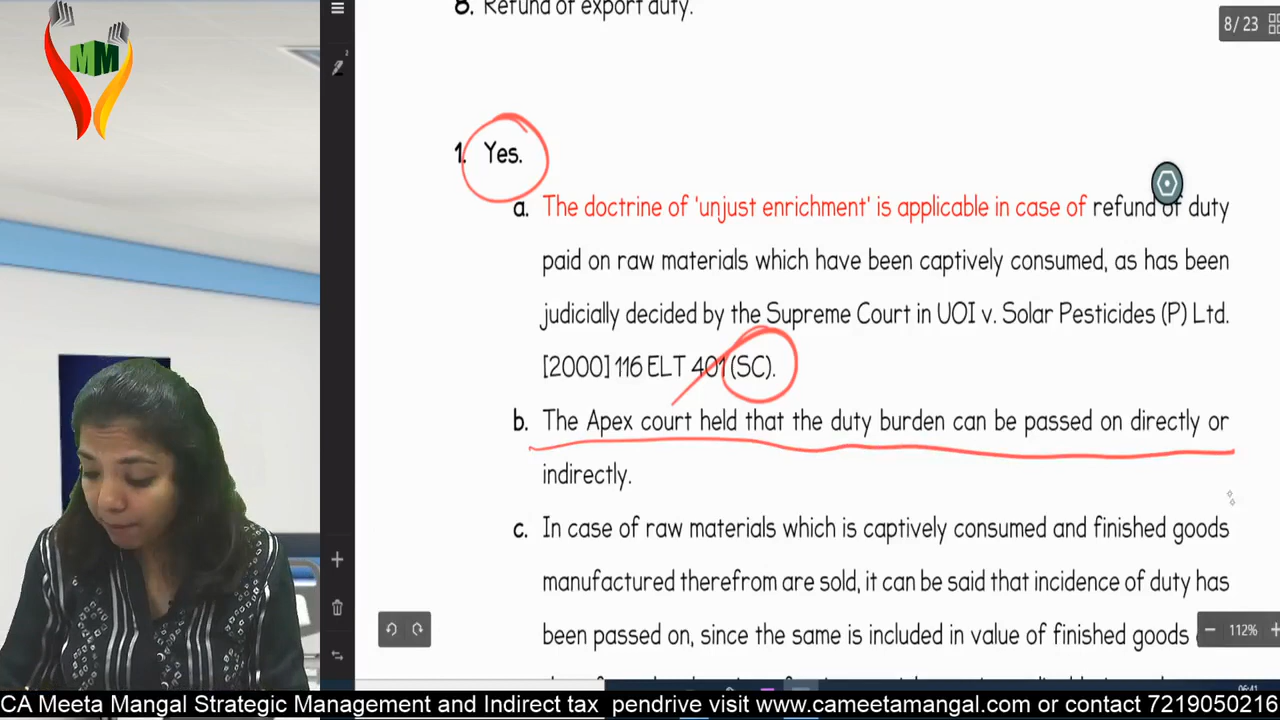 MM
8. Refund of export duty.
8/23
1. Yes.
a. The doctrine of 'unjust enrichment' is applicable in case of refund of duty
paid on raw materials which have been captively consumed, as has been
judicially decided by the Supreme Court in UOI v. Solar Pesticides (P) Ltd.
[2000] 116 ELT 401 (SC).
b. The Apex court held that the duty burden can be passed on directly or
indirectly.
c. In case of raw materials which is captively consumed and finished goods
manufactured therefrom are sold, it can be said that incidence of duty has
been passed on, since the same is included in value of finished goods
112%
CA Meeta Mangal Strategic Management and Indirect tax pendrive visit www.cameetamangal.com or contact 7219050216